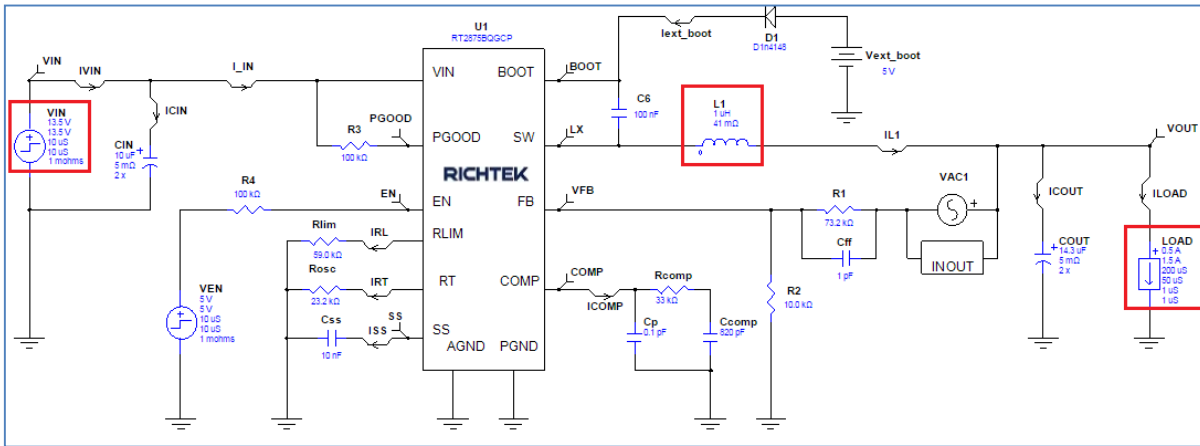 U1
RT2875BQGCP
VIN
IVIN
I_IN
VIN
13.5 V
13.5 V
10 uS
10 uS
1 mohms
ICIN
CIN
10 uF
5 mΩ
2 x
+
R3
100 kΩ
PGOOD
R4
100 kΩ
EN
Rlim
59.0 kΩ
IRL
Rosc
23.2 kΩ
IRT
Css
10 nF
ISS
SS
VEN
5 V
5 V
10 uS
10 uS
1 mohms
VIN
BOOT
PGOOD
SW
RICHTEK
EN
FB
RLIM
RT
COMP
SS
AGND
PGND
BOOT
Iext_boot
D1
D1n4148
Vext_boot
5 V
C6
100 nF
LX
L1
1 uH
41 mΩ
o
IL1
VOUT
VFB
R1
73.2 kΩ
Cff
1 pF
VAC1
+
INOUT
R2
10.0 kΩ
COMP
ICOMP
Rcomp
33 kΩ
Cp
0.1 pF
Ccomp
820 pF
ICOUT
COUT
14.3 uF
5 mΩ
2 x
+
ILOAD
LOAD
+
0.5 A
1.5 A
200 uS
50 uS
1 uS
1 uS